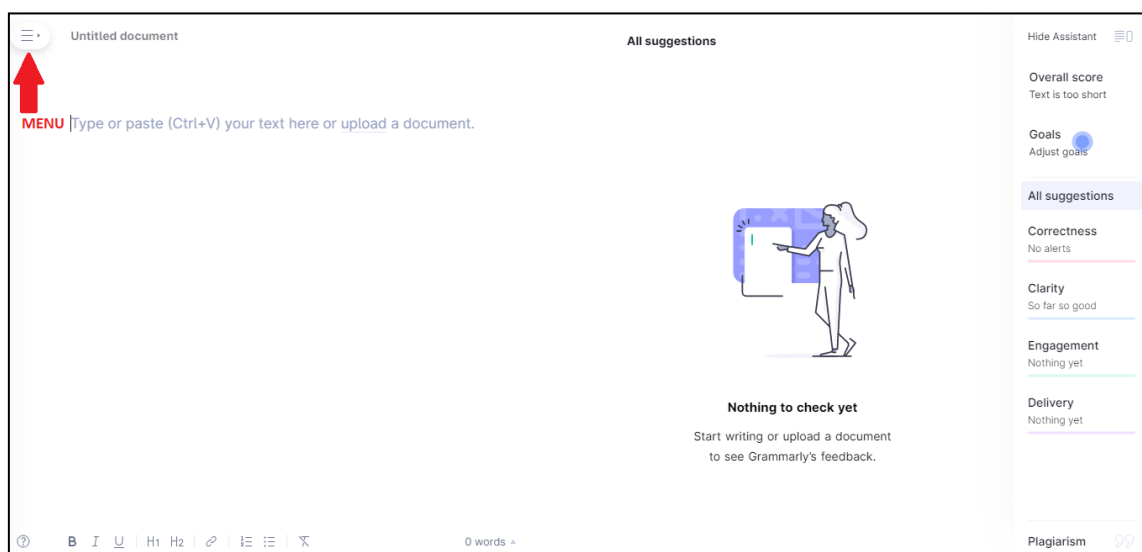 Untitled document
All suggestions
Hide Assistant
MENU Type or paste (Ctrl+V) your text here or upload a document.
Overall score
Text is too short
Goals
Adjust goals
All suggestions
Correctness
No alerts
Clarity
So far so good
Engagement
Nothing yet
Delivery
Nothing yet
Nothing to check yet
Start writing or upload a document
to see Grammarly's feedback.
B I U H1 H2
0 words
Plagiarism